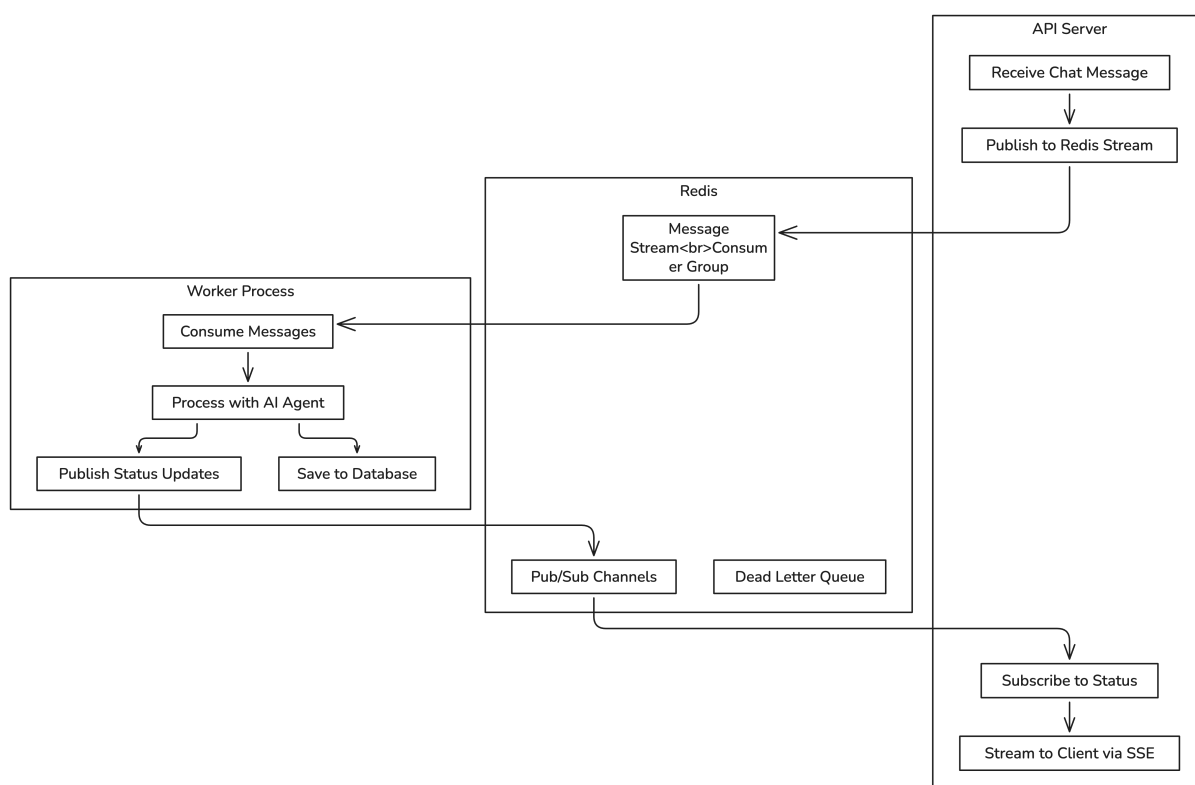 API Server
Receive Chat Message
Publish to Redis Stream
Redis
Message
Stream<br>Consum
er Group
Worker Process
Consume Messages
Process with AI Agent
Publish Status Updates
Save to Database
Pub/Sub Channels
Dead Letter Queue
Subscribe to Status
Stream to Client via SSE